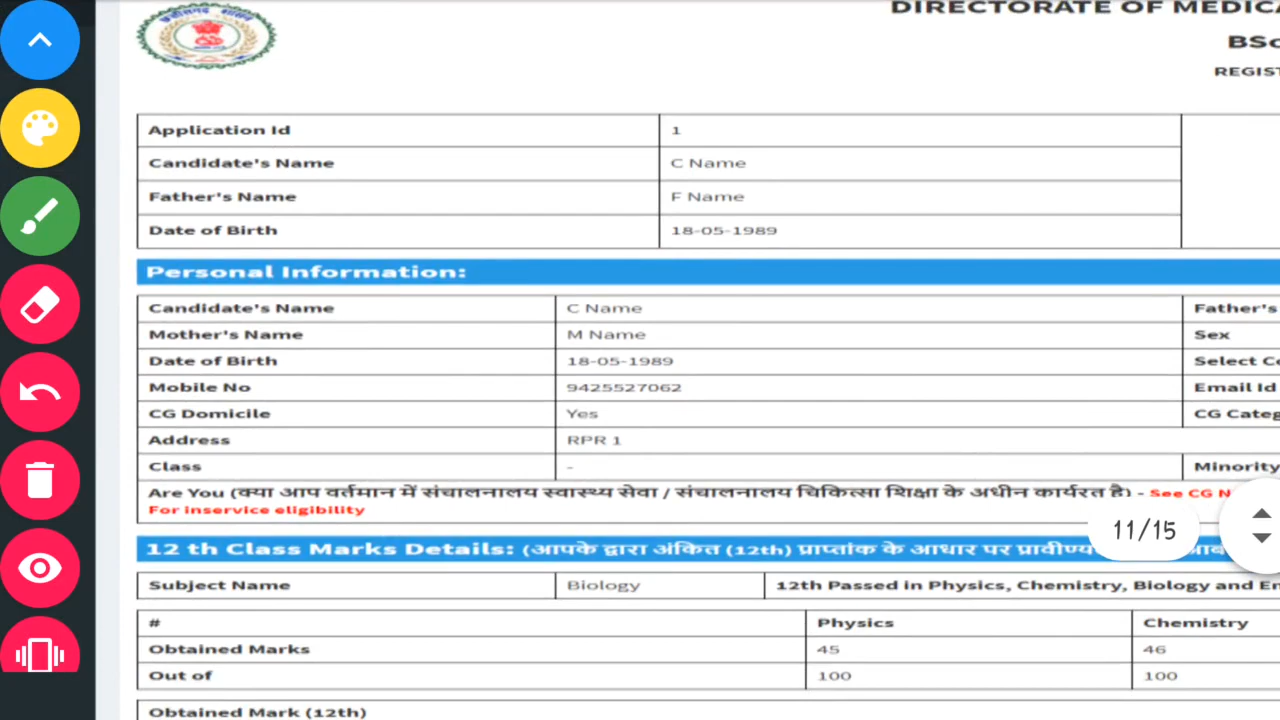 DIRECTORATE OF MEDICA
BSc
REGIST
Application Id 1
Candidate's Name C Name
Father's Name F Name
Date of Birth 18-05-1989
Personal Information:
Candidate's Name C Name Father's
Mother's Name M Name Sex
Date of Birth 18-05-1989 Select Co
Mobile No 9425527062 Email Id
CG Domicile Yes CG Categ
Address RPR 1
Class - Minority
Are You (क्या आप वर्तमान में संचालनालय स्वास्थ्य सेवा / संचालनालय चिकित्सा शिक्षा के अधीन कार्यरत है) - See CG N
For inservice eligibility
11/15
12 th Class Marks Details: (आपके द्वारा अंकित (12th) प्राप्तांक के आधार पर प्रावीण्य
Subject Name Biology 12th Passed in Physics, Chemistry, Biology and En
# Physics Chemistry
Obtained Marks 45 46
Out of 100 100
Obtained Mark (12th)